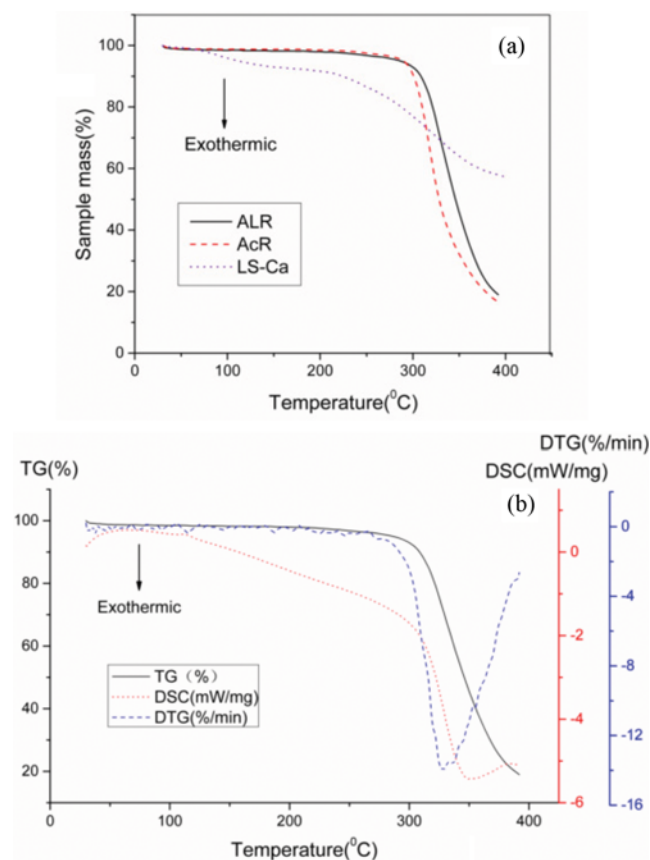 (a)
100
80
60
40
20
0
Sample mass(%)
Exothermic
ALR
AcR
LS-Ca
0 100 200 300 400
Temperature(⁰C)
DTG(%/min)
TG(%) DSC(mW/mg)
(b)
100
80
60
40
20
0
-2
-4
-6
0
-4
-8
-12
-16
Exothermic
TG（%）
DSC(mW/mg)
DTG(%/min)
0 100 200 300 400
Temperature(⁰C)